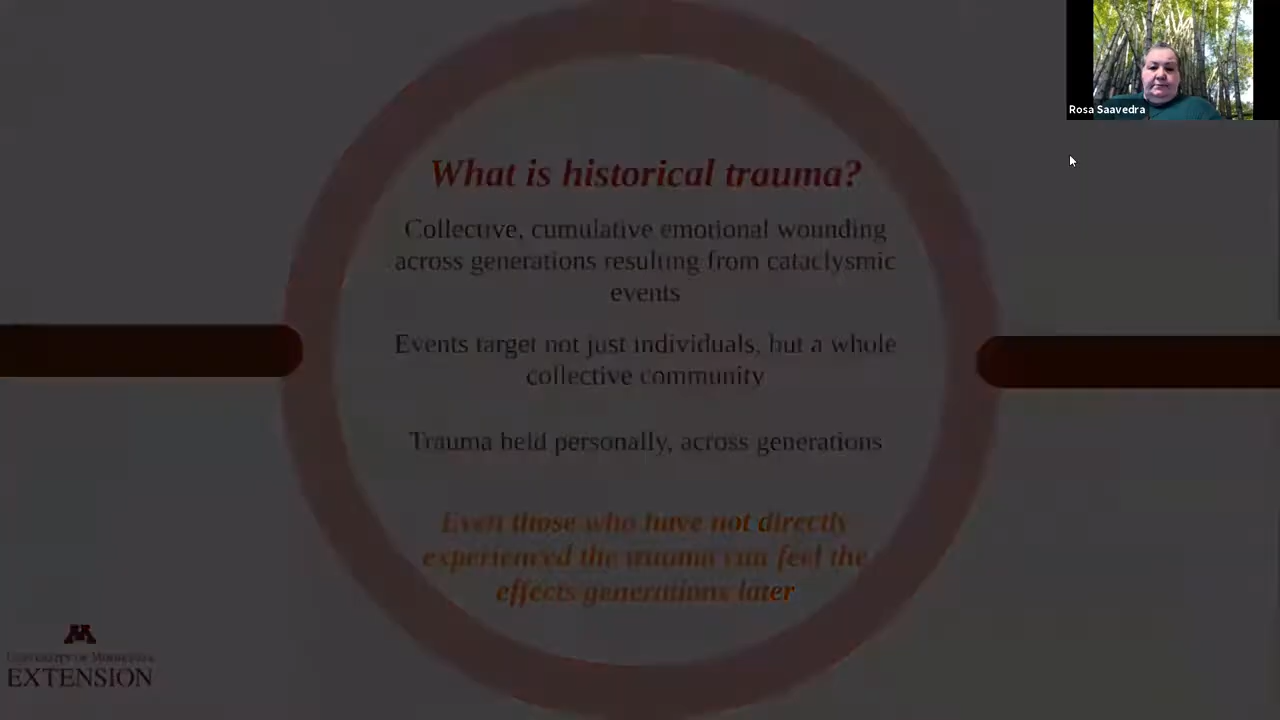 Rosa Saavedra
What is historical trauma?
Collective, cumulative emotional wounding
across generations resulting from cataclysmic
events
Events target not just individuals, but a whole
collective community
Trauma held personally, across generations
Even those who have not directly
experienced the trauma can feel the
effects generations later
M
UNIVERSITY OF MINNESOTA
EXTENSION